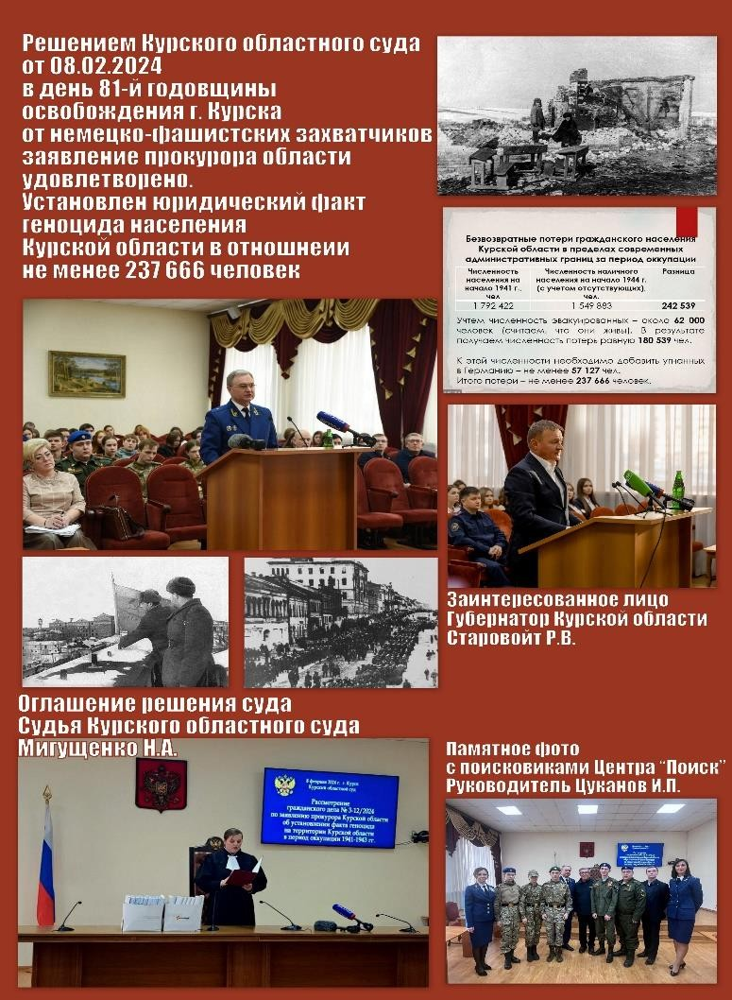 Решением Курского областного суда
от 08.02.2024
в день 81-й годовщины
освобождения г. Курска
от немецко-фашистских захватчиков
заявление прокурора области
удовлетворено.
Установлен юридический факт
геноцида населения
Курской области в отношнеии
не менее 237 666 человек
Безвозвратные потери гражданского населения
Курской области в пределах современных
административных границ за период оккупации
Численность населения на начало 1941 г., чел
Численность наличного населения на начало 1944 г. (с учетом отсутствующих), чел.
Разница
1 792 422 1 549 883 242 539
Учтем численность эвакуированных – около 62 000
человек (считаем, что они живы). В результате
получаем численность потерь равную 180 539 чел.
К этой численности необходимо добавить угнанных
в Германию – не менее 57 127 чел.
Итого потери – не менее 237 666 человек.
Заинтересованное лицо
Губернатор Курской области
Старовойт Р.В.
Оглашение решения суда
Судья Курского областного суда
Мигущенко Н.А.
8 февраля 2024 г. г. Курск
Курский областной суд
Рассмотрение
гражданского дела № 3-12/2024
по заявлению прокурора Курской области
об установлении факта геноцида
на территории Курской области
в период оккупации 1941-1943 гг.
Памятное фото
с поисковиками Центра “Поиск”
Руководитель Цуканов И.П.